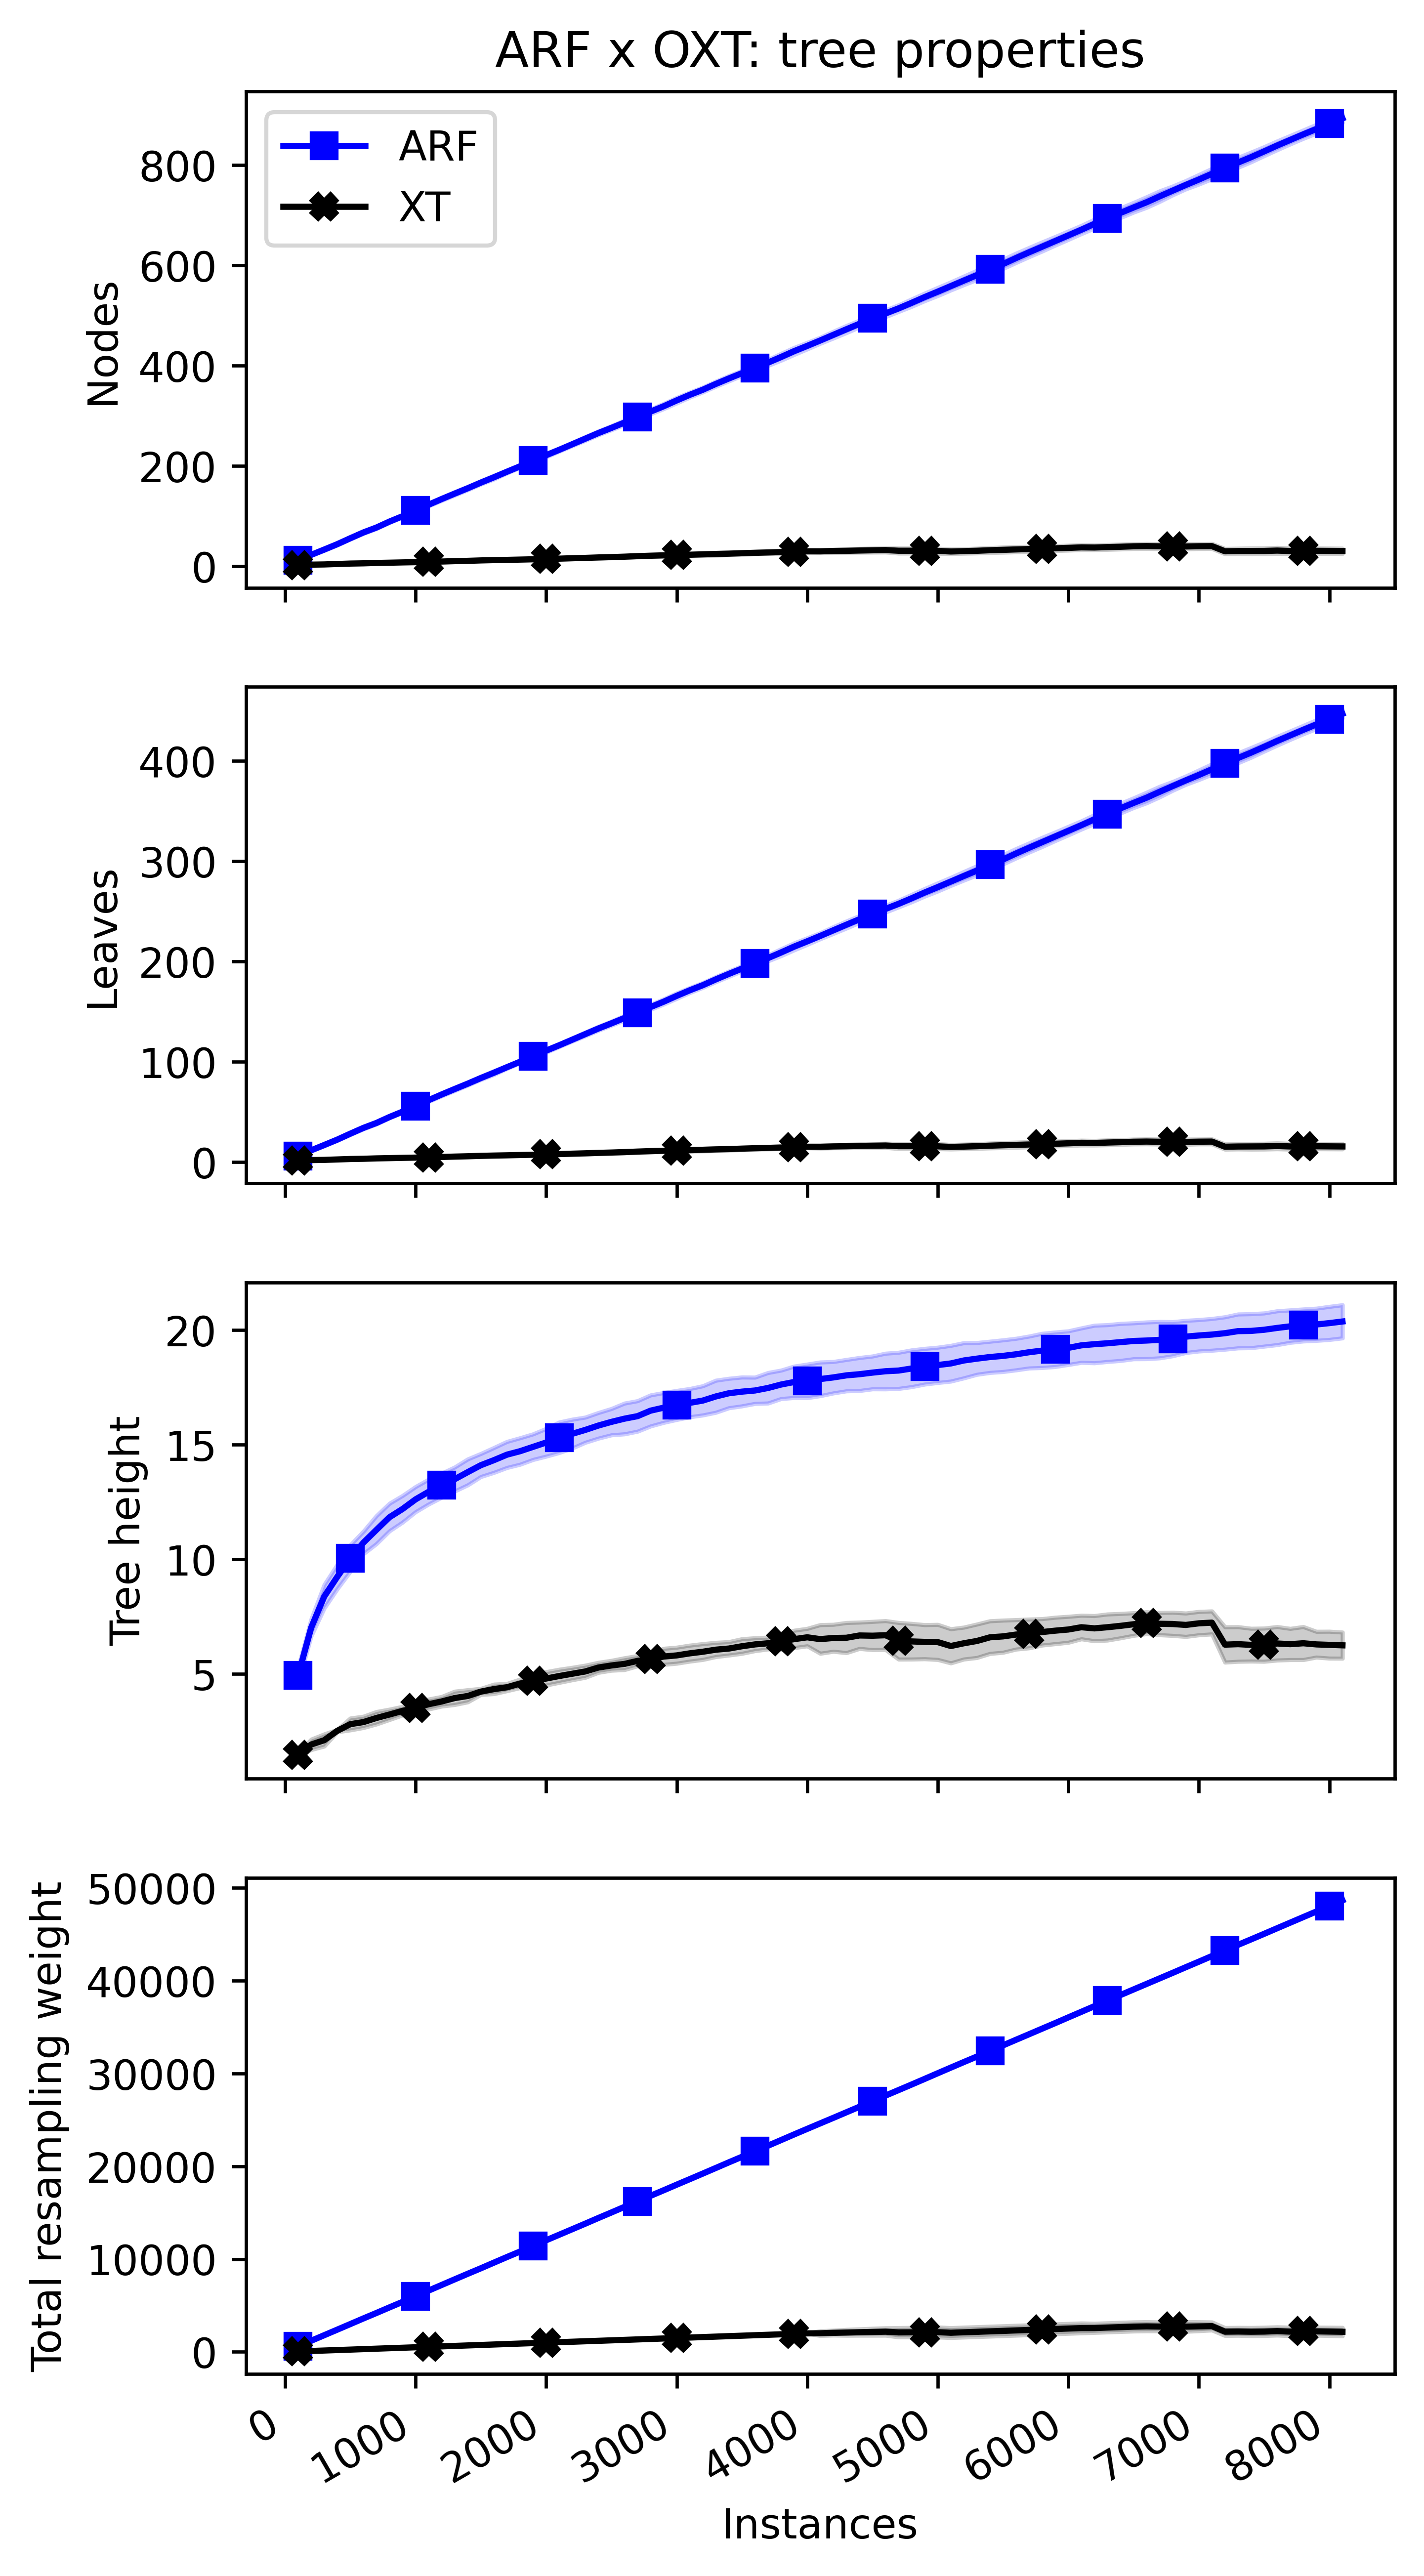 ARF x OXT: tree properties
ARF
XT
Nodes
800
600
400
200
0
Leaves
400
300
200
100
0
Tree height
20
15
10
5
Total resampling weight
50000
40000
30000
20000
10000
0
0 1000 2000 3000 4000 5000 6000 7000 8000
Instances